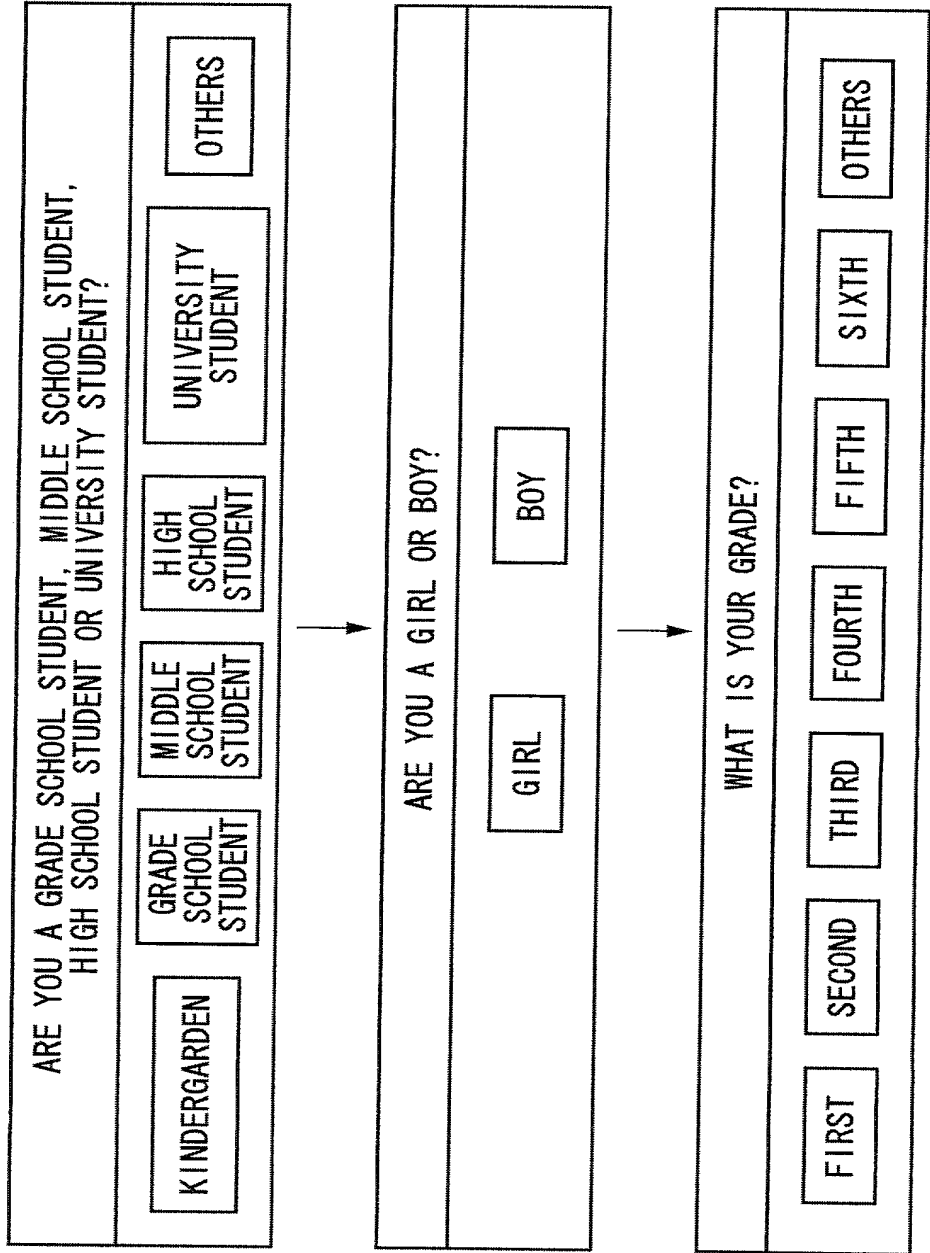 ARE YOU A GRADE SCHOOL STUDENT, MIDDLE SCHOOL STUDENT,
HIGH SCHOOL STUDENT OR UNIVERSITY STUDENT?
KINDERGARDEN
GRADE
SCHOOL
STUDENT
MIDDLE
SCHOOL
STUDENT
HIGH
SCHOOL
STUDENT
UNIVERSITY
STUDENT
OTHERS
ARE YOU A GIRL OR BOY?
GIRL
BOY
WHAT IS YOUR GRADE?
FIRST
SECOND
THIRD
FOURTH
FIFTH
SIXTH
OTHERS